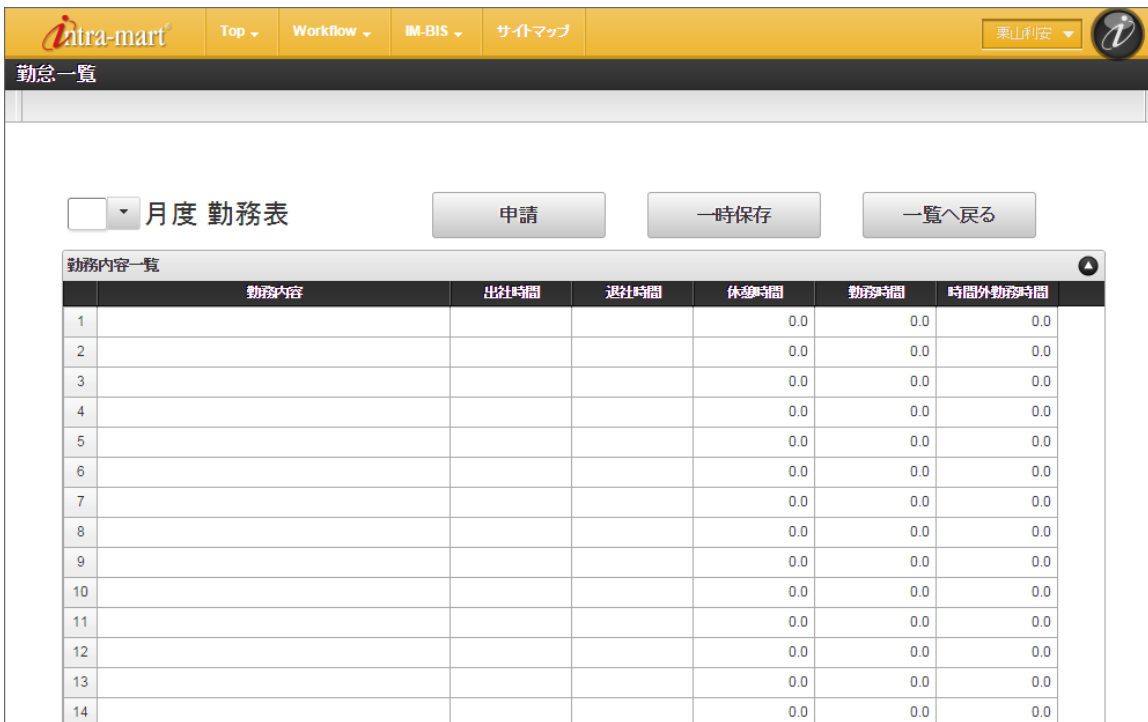 intra-mart® Top Workflow IM-BIS サイトマップ 栗山利安
勤怠一覧
月度 勤務表 申請 一時保存 一覧へ戻る
勤務内容一覧
勤務内容 出社時間 退社時間 休憩時間 勤務時間 時間外勤務時間
1 0.0 0.0 0.0
2 0.0 0.0 0.0
3 0.0 0.0 0.0
4 0.0 0.0 0.0
5 0.0 0.0 0.0
6 0.0 0.0 0.0
7 0.0 0.0 0.0
8 0.0 0.0 0.0
9 0.0 0.0 0.0
10 0.0 0.0 0.0
11 0.0 0.0 0.0
12 0.0 0.0 0.0
13 0.0 0.0 0.0
14 0.0 0.0 0.0